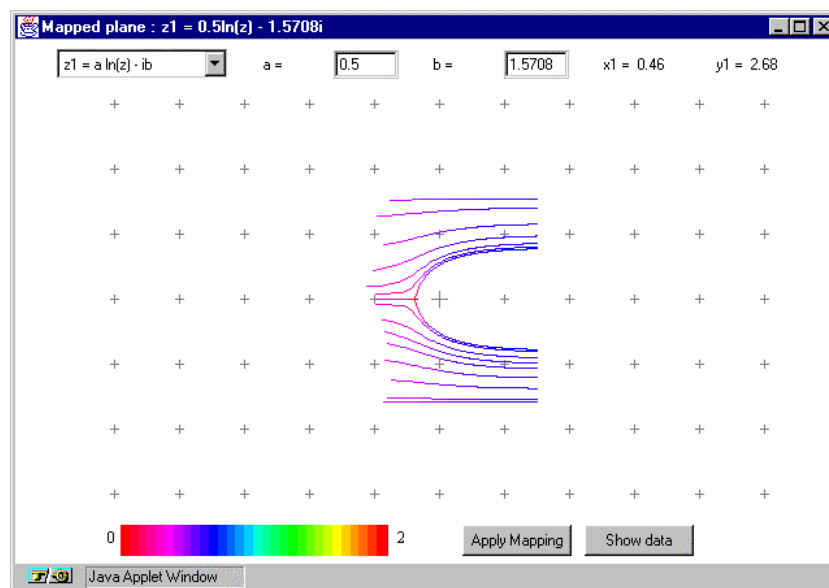 Mapped plane : z1 = 0.5ln(z) - 1.5708i
z1 = a ln(z) - ib a = 0.5 b = 1.5708 x1 = 0.46 y1 = 2.68
0 2 Apply Mapping Show data
Java Applet Window